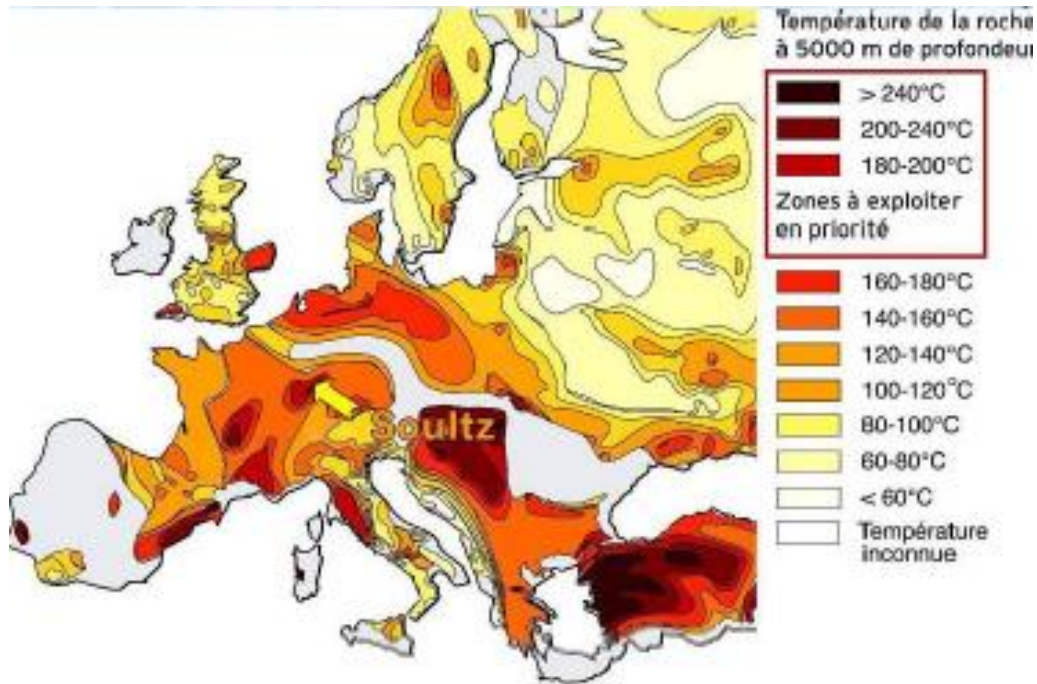 Température de la roche
à 5000 m de profondeur
> 240°C
200-240°C
180-200°C
Zones à exploiter
en priorité
160-180°C
140-160°C
120-140°C
100-120°C
80-100°C
60-80°C
< 60°C
Température
inconnue
Soultz